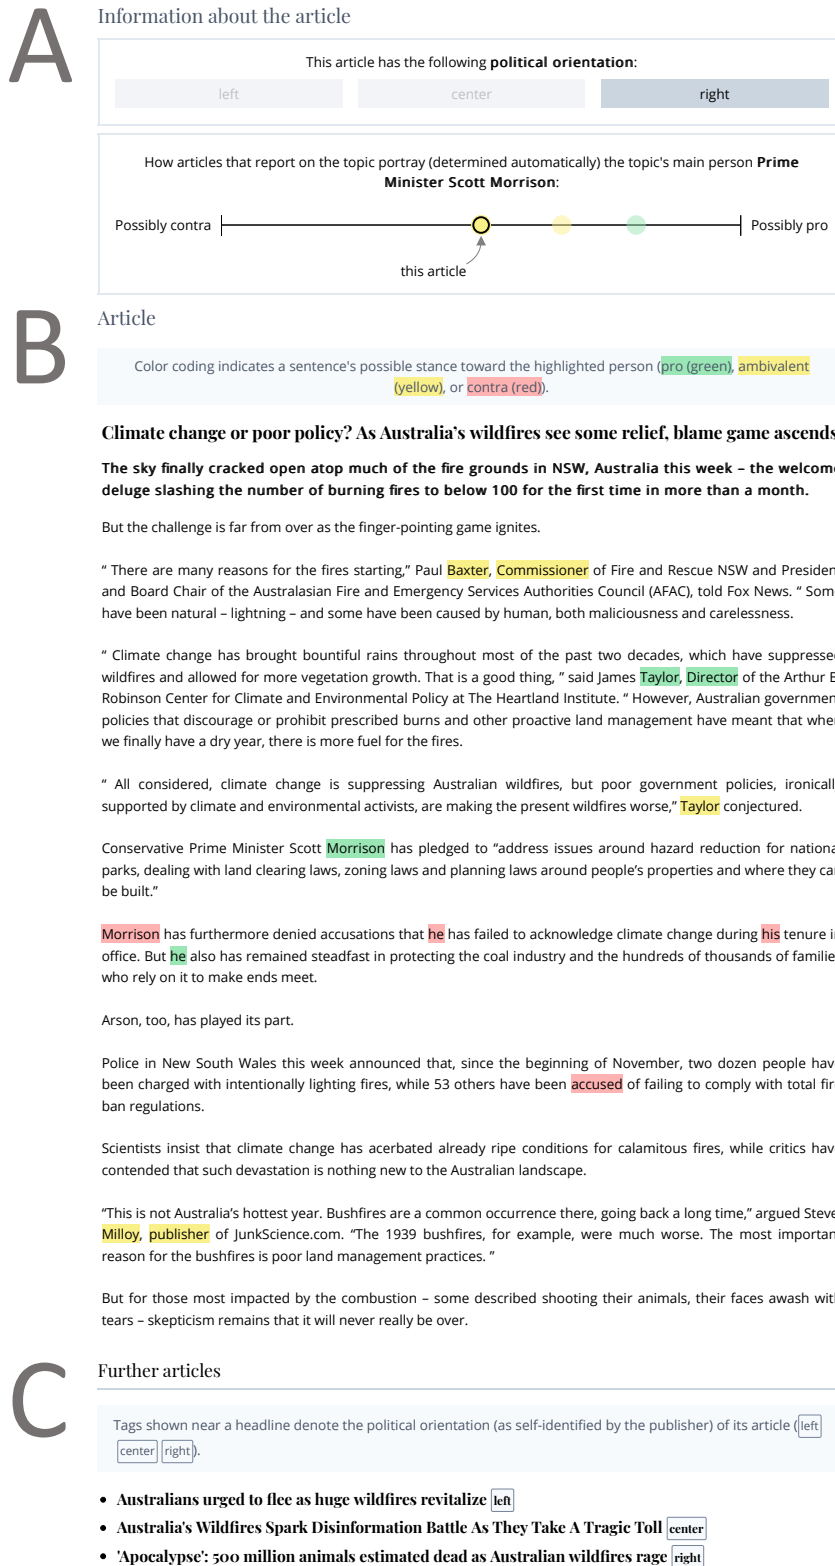 A
Information about the article
This article has the following political orientation:
left
center
right
How articles that report on the topic portray (determined automatically) the topic's main person Prime
Minister Scott Morrison:
Possibly contra
Possibly pro
this article
B
Article
Color coding indicates a sentence's possible stance toward the highlighted person (pro (green), ambivalent
(yellow), or contra (red)).
Climate change or poor policy? As Australia's wildfires see some relief, blame game ascends
The sky finally cracked open atop much of the fire grounds in NSW, Australia this week – the welcome
deluge slashing the number of burning fires to below 100 for the first time in more than a month.
But the challenge is far from over as the finger-pointing game ignites.
“ There are many reasons for the fires starting,” Paul Baxter, Commissioner of Fire and Rescue NSW and Presiden
and Board Chair of the Australasian Fire and Emergency Services Authorities Council (AFAC), told Fox News. “ Som
have been natural – lightning – and some have been caused by human, both maliciousness and carelessness.
“ Climate change has brought bountiful rains throughout most of the past two decades, which have suppresse
wildfires and allowed for more vegetation growth. That is a good thing, ” said James Taylor, Director of the Arthur B
Robinson Center for Climate and Environmental Policy at The Heartland Institute. “ However, Australian governmen
policies that discourage or prohibit prescribed burns and other proactive land management have meant that whe
we finally have a dry year, there is more fuel for the fires.
“ All considered, climate change is suppressing Australian wildfires, but poor government policies, ironicall
supported by climate and environmental activists, are making the present wildfires worse,” Taylor conjectured.
Conservative Prime Minister Scott Morrison has pledged to “address issues around hazard reduction for nationa
parks, dealing with land clearing laws, zoning laws and planning laws around people’s properties and where they ca
be built.”
Morrison has furthermore denied accusations that he has failed to acknowledge climate change during his tenure i
office. But he also has remained steadfast in protecting the coal industry and the hundreds of thousands of familie
who rely on it to make ends meet.
Arson, too, has played its part.
Police in New South Wales this week announced that, since the beginning of November, two dozen people hav
been charged with intentionally lighting fires, while 53 others have been accused of failing to comply with total fir
ban regulations.
Scientists insist that climate change has acerbated already ripe conditions for calamitous fires, while critics hav
contended that such devastation is nothing new to the Australian landscape.
“This is not Australia’s hottest year. Bushfires are a common occurrence there, going back a long time,” argued Steve
Milloy, publisher of JunkScience.com. “The 1939 bushfires, for example, were much worse. The most importan
reason for the bushfires is poor land management practices. ”
But for those most impacted by the combustion – some described shooting their animals, their faces awash wit
tears – skepticism remains that it will never really be over.
C
Further articles
Tags shown near a headline denote the political orientation (as self-identified by the publisher) of its article (left
center right).
• Australians urged to flee as huge wildfires revitalize left
• Australia's Wildfires Spark Disinformation Battle As They Take A Tragic Toll center
• 'Apocalypse': 500 million animals estimated dead as Australian wildfires rage right